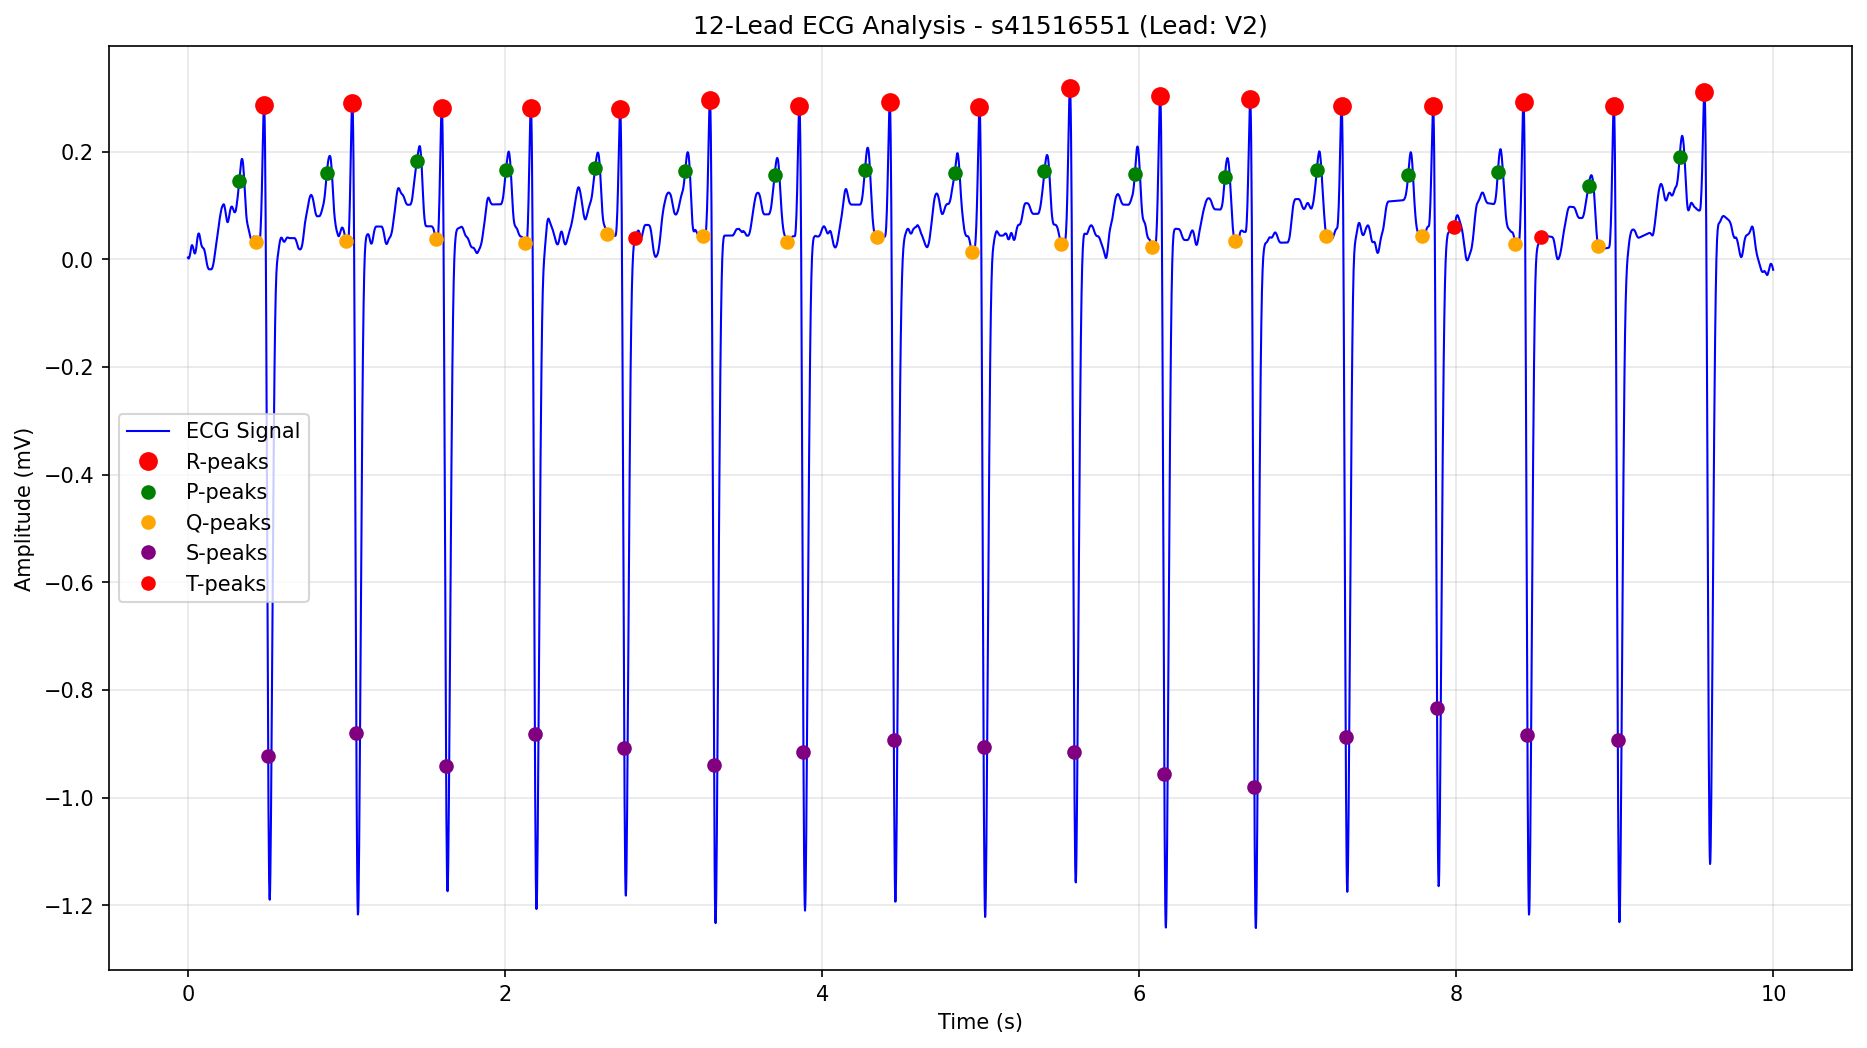 12-Lead ECG Analysis - s41516551 (Lead: V2)
Amplitude (mV)
0.2
0.0
−0.2
−0.4
−0.6
−0.8
−1.0
−1.2
ECG Signal
R-peaks
P-peaks
Q-peaks
S-peaks
T-peaks
0 2 4 6 8 10
Time (s)